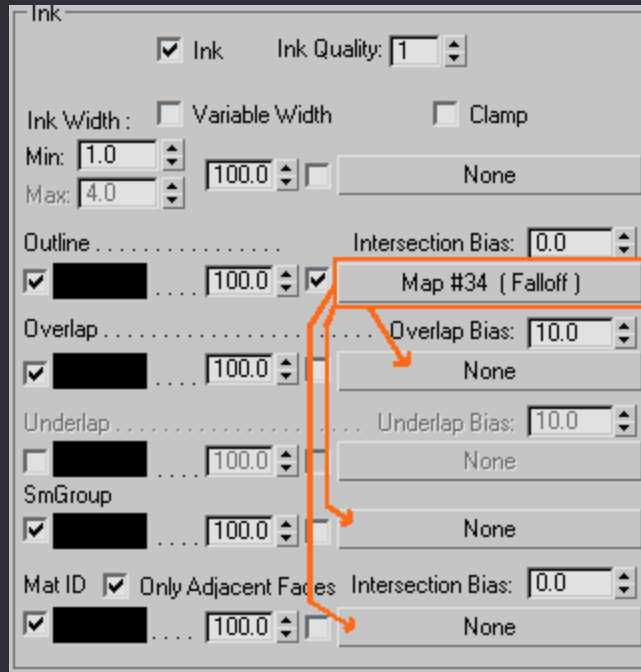 Ink
Ink Ink Quality: 1
Ink Width : Variable Width Clamp
Min: 1.0
100.0 None
Max: 4.0
Outline . . . . . . . . . . . . . . . . Intersection Bias: 0.0
. . . . 100.0 Map #34 ( Falloff )
Overlap . . . . . . . . . . . . . . . . . . . . . . . . Overlap Bias: 10.0
. . . . 100.0 None
Underlap . . . . . . . . . . . . . . . . . . . . . Underlap Bias: 10.0
. . . . 100.0 None
SmGroup
. . . . 100.0 None
Mat ID Only Adjacent Faces Intersection Bias: 0.0
. . . . 100.0 None